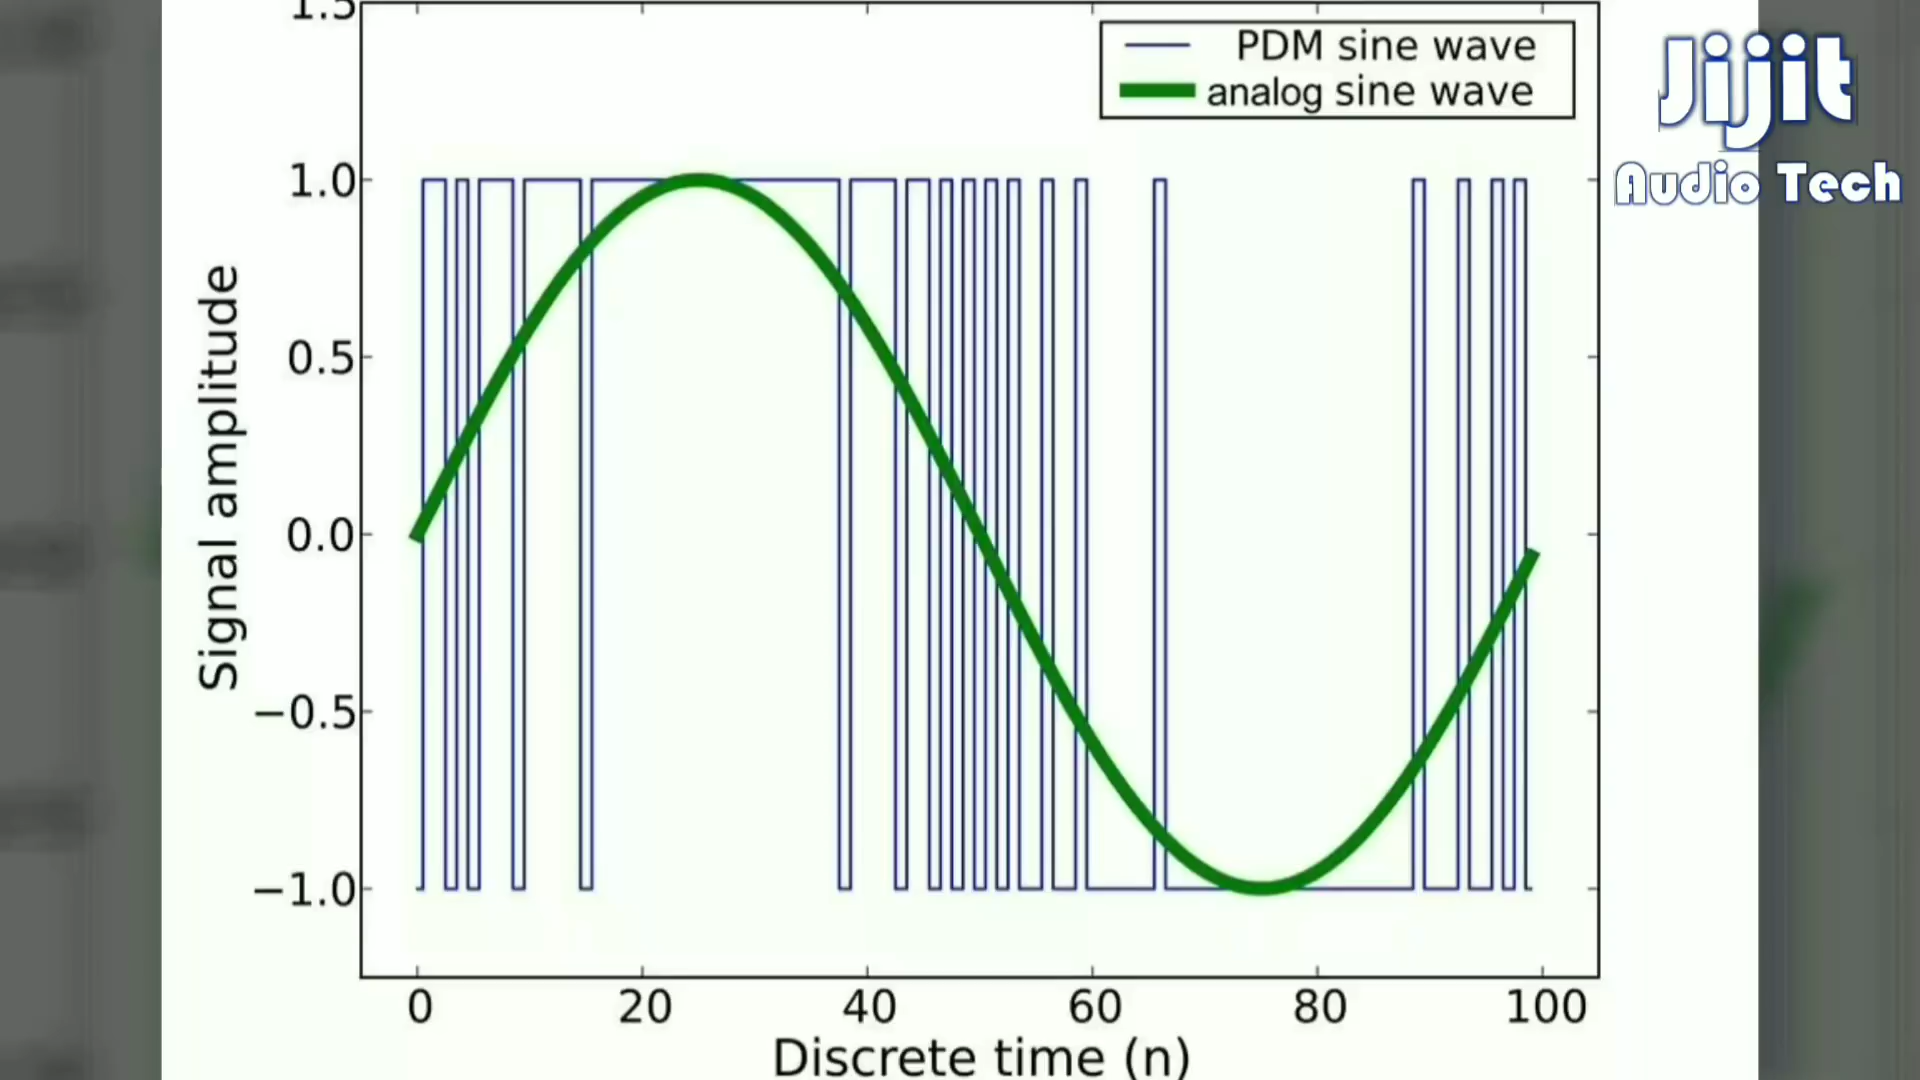 1.5
PDM sine wave
analog sine wave
Jijit
Audio Tech
1.0
0.5
0.0
−0.5
−1.0
Signal amplitude
0 20 40 60 80 100
Discrete time (n)